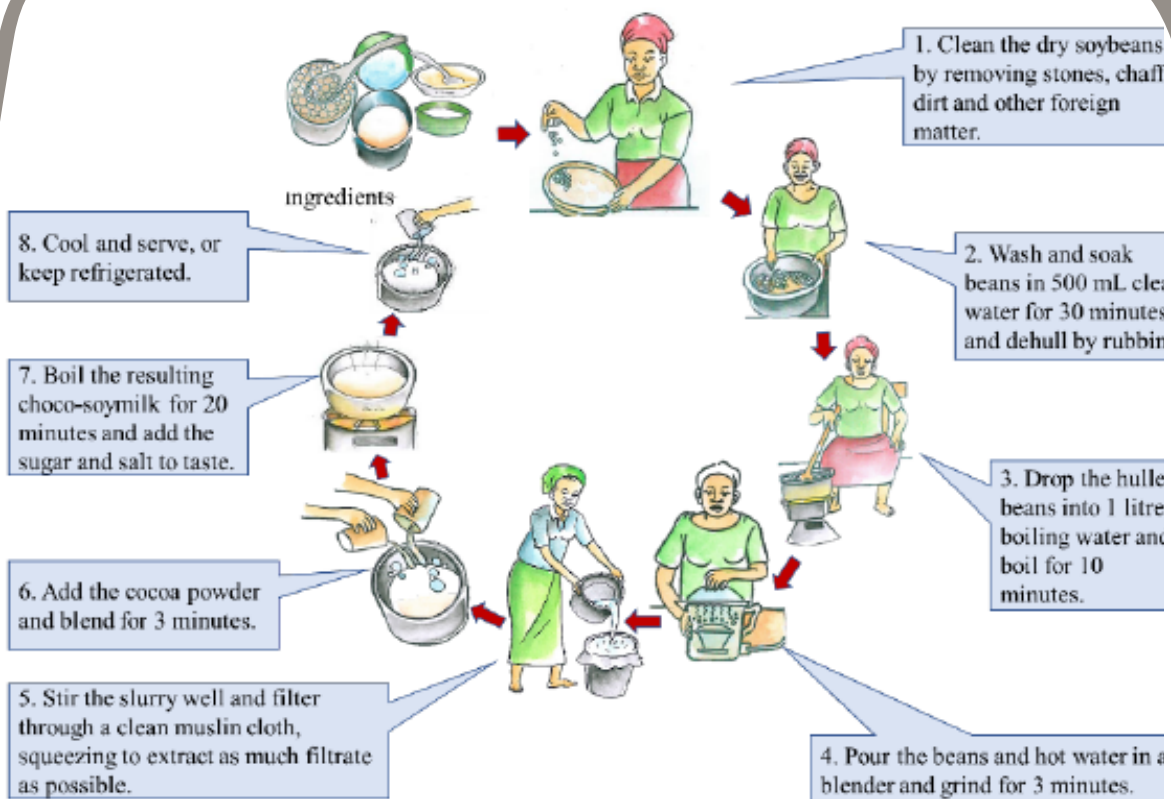 ingredients
1. Clean the dry soybeans
by removing stones, chaff
dirt and other foreign
matter.
2. Wash and soak
beans in 500 mL clea
water for 30 minutes
and dehull by rubbin
3. Drop the hulle
beans into 1 litre
boiling water and
boil for 10
minutes.
4. Pour the beans and hot water in a
blender and grind for 3 minutes.
5. Stir the slurry well and filter
through a clean muslin cloth,
squeezing to extract as much filtrate
as possible.
6. Add the cocoa powder
and blend for 3 minutes.
7. Boil the resulting
choco-soymilk for 20
minutes and add the
sugar and salt to taste.
8. Cool and serve, or
keep refrigerated.